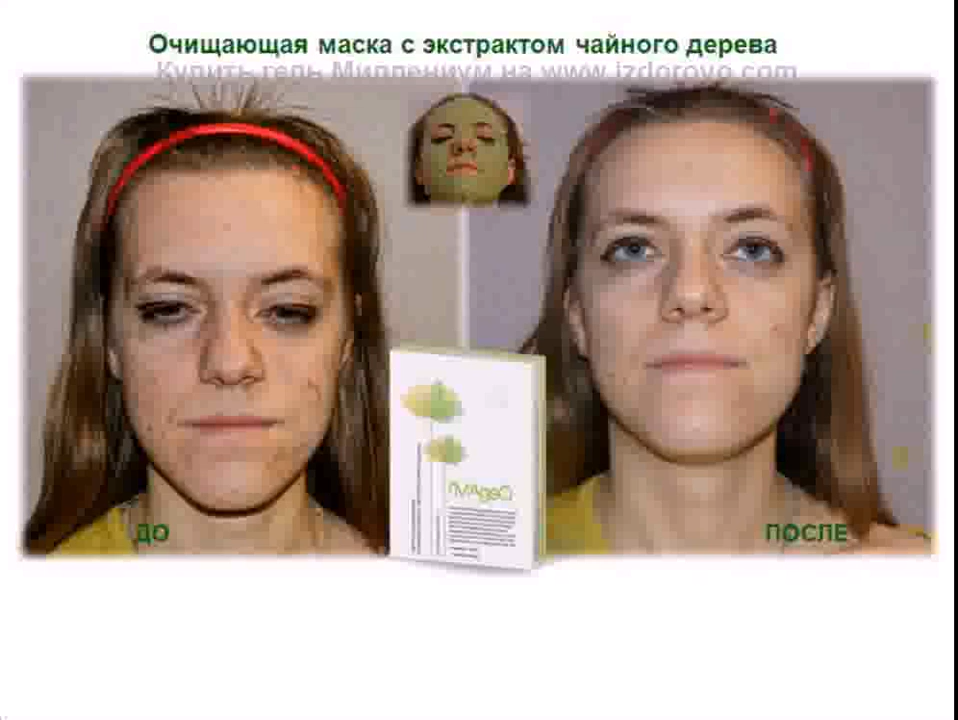 Очищающая маска с экстрактом чайного дерева
Купить гель Миллениум на www.izdorovo.com
ДО
ПОСЛЕ